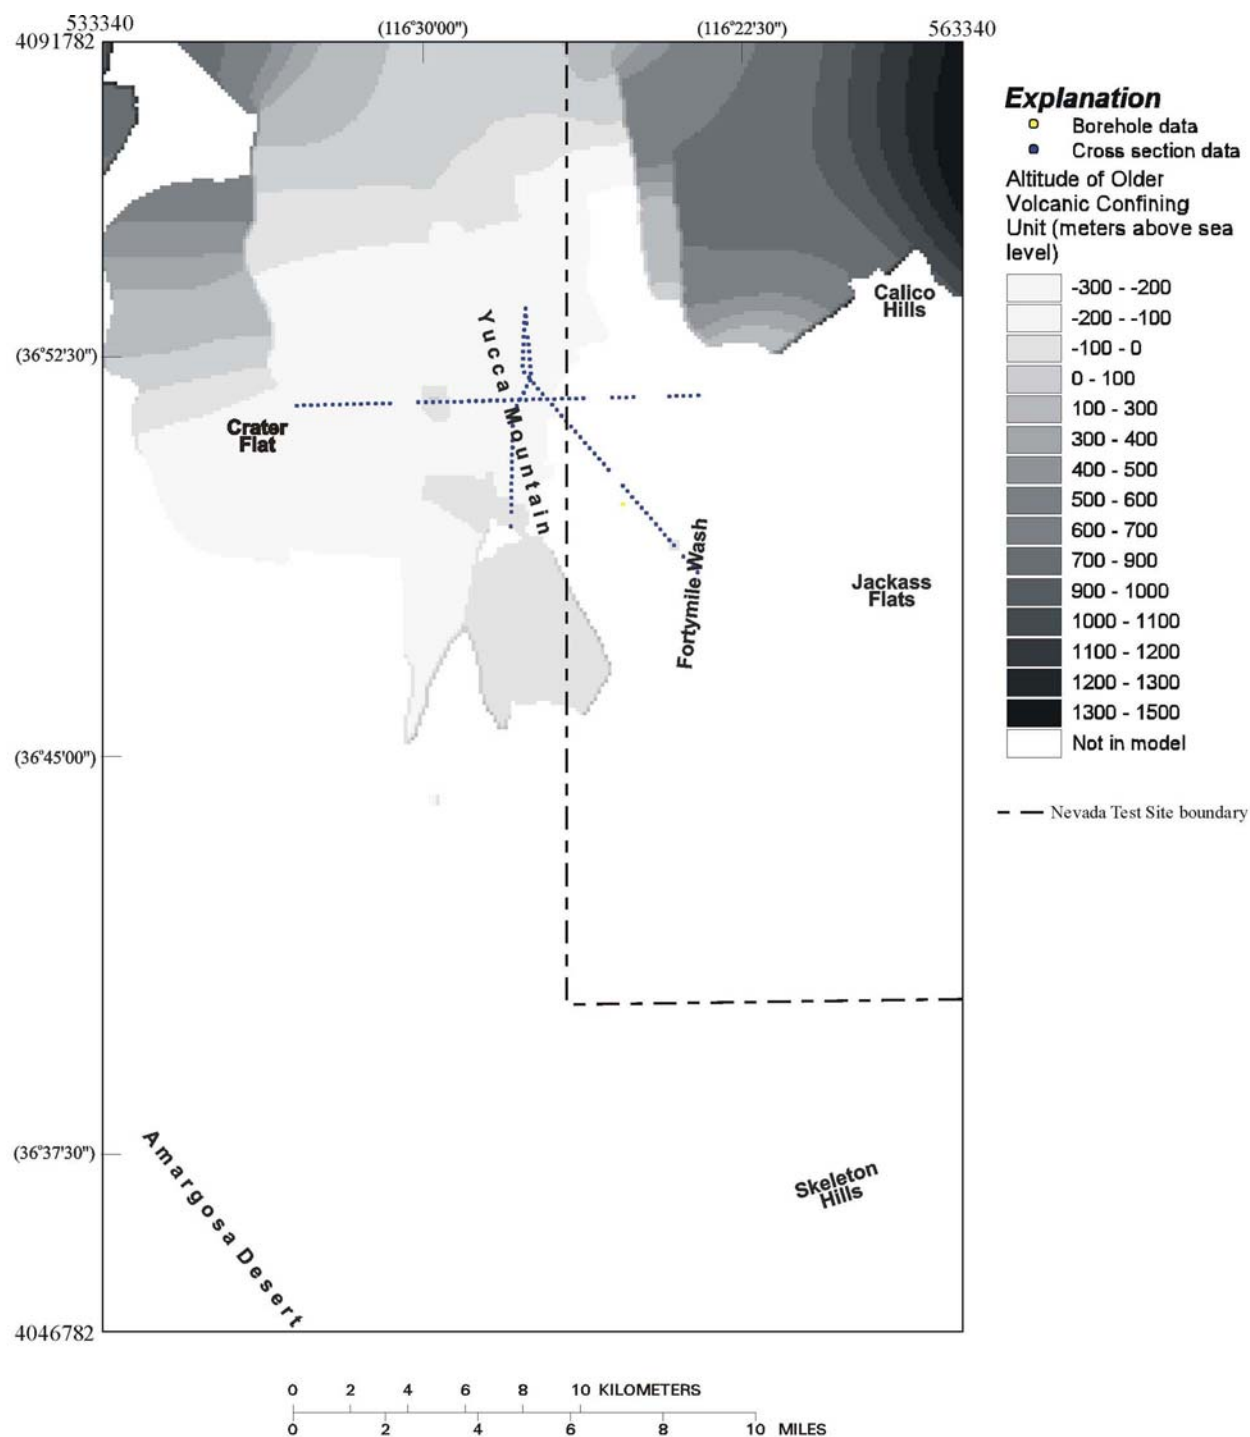 533340
(116°30'00")
(116°22'30")
563340
4091782
Explanation
Borehole data
Cross section data
Altitude of Older
Volcanic Confining
Unit (meters above sea
level)
-300 - -200
-200 - -100
-100 - 0
0 - 100
100 - 300
300 - 400
400 - 500
500 - 600
600 - 700
700 - 900
900 - 1000
1000 - 1100
1100 - 1200
1200 - 1300
1300 - 1500
Not in model
Nevada Test Site boundary
Calico
Hills
(36°52'30")
Yucca Mountain
Crater
Flat
Fortymile Wash
Jackass
Flats
(36°45'00")
(36°37'30")
Amargosa Desert
Skeleton
Hills
4046782
0 2 4 6 8 10 KILOMETERS
0 2 4 6 8 10 MILES